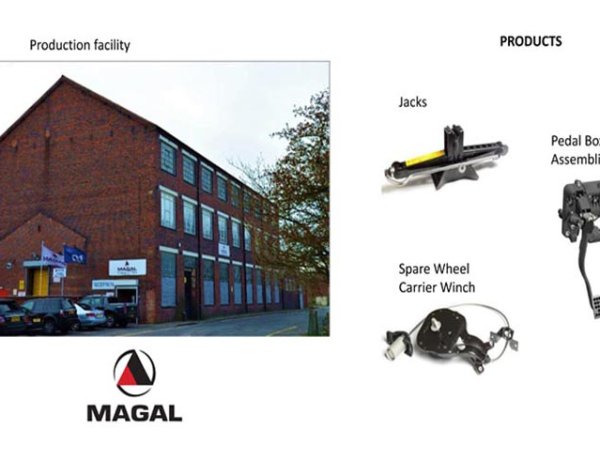 Production facility
PRODUCTS
Jacks
Pedal Box
Assembli
Spare Wheel
Carrier Winch
MAGAL
MAGAL